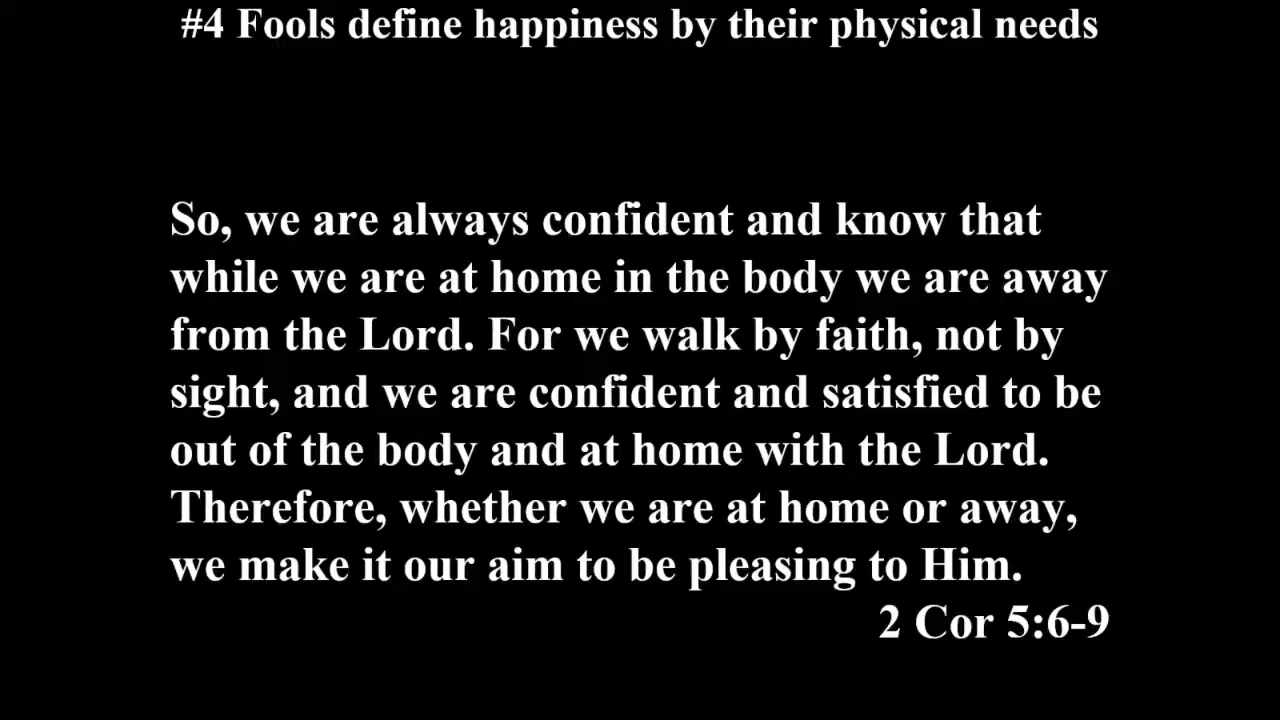 #4 Fools define happiness by their physical needs
So, we are always confident and know that
while we are at home in the body we are away
from the Lord. For we walk by faith, not by
sight, and we are confident and satisfied to be
out of the body and at home with the Lord.
Therefore, whether we are at home or away,
we make it our aim to be pleasing to Him.
2 Cor 5:6-9